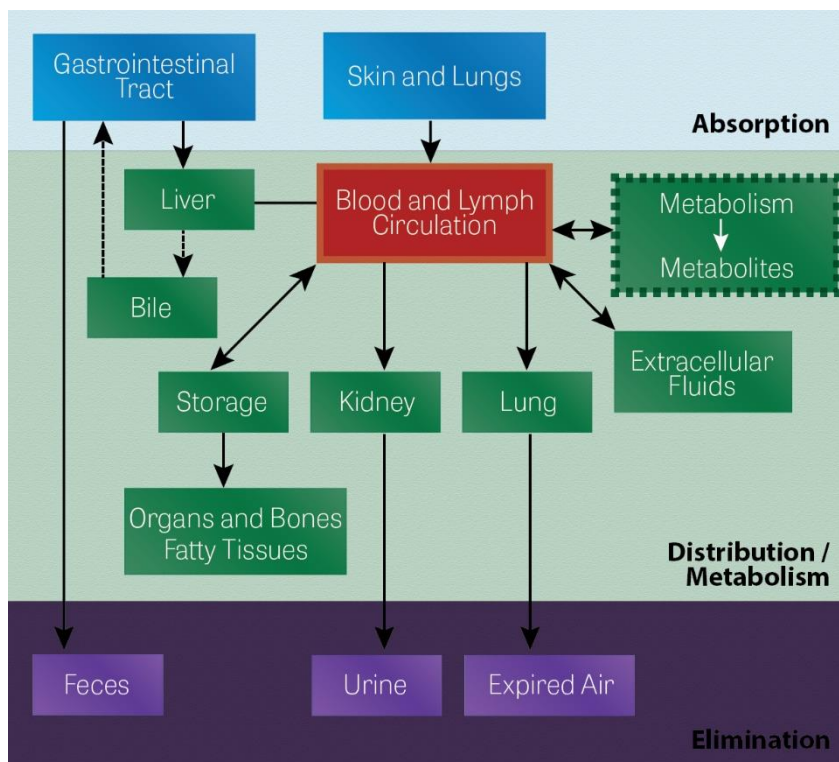 Gastrointestinal
Tract
Skin and Lungs
Absorption
Liver
Blood and Lymph
Circulation
Metabolism
Metabolites
Bile
Extracellular
Fluids
Storage
Kidney
Lung
Organs and Bones
Fatty Tissues
Distribution /
Metabolism
Feces
Urine
Expired Air
Elimination